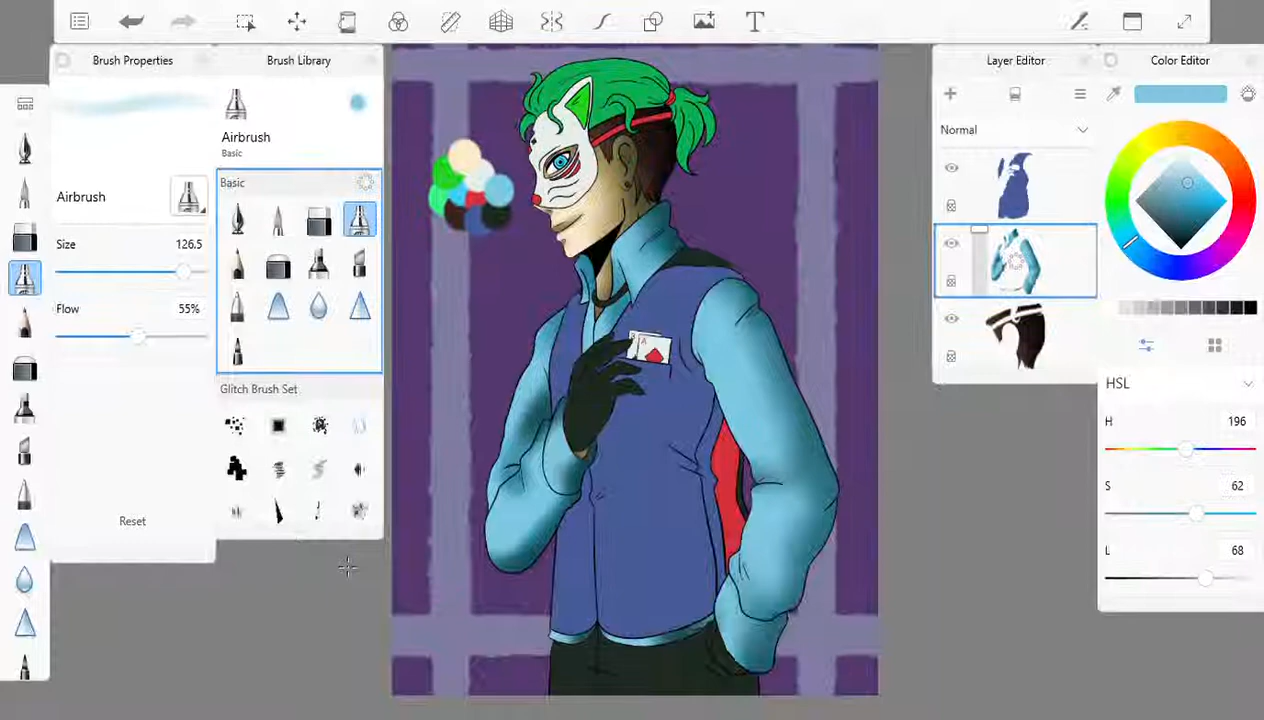 T
Brush Properties
Brush Library
Layer Editor
Color Editor
Airbrush
Basic
Normal
Basic
Airbrush
Size
126.5
Flow
55%
A
HSL
Glitch Brush Set
H
196
S
62
Reset
L
68